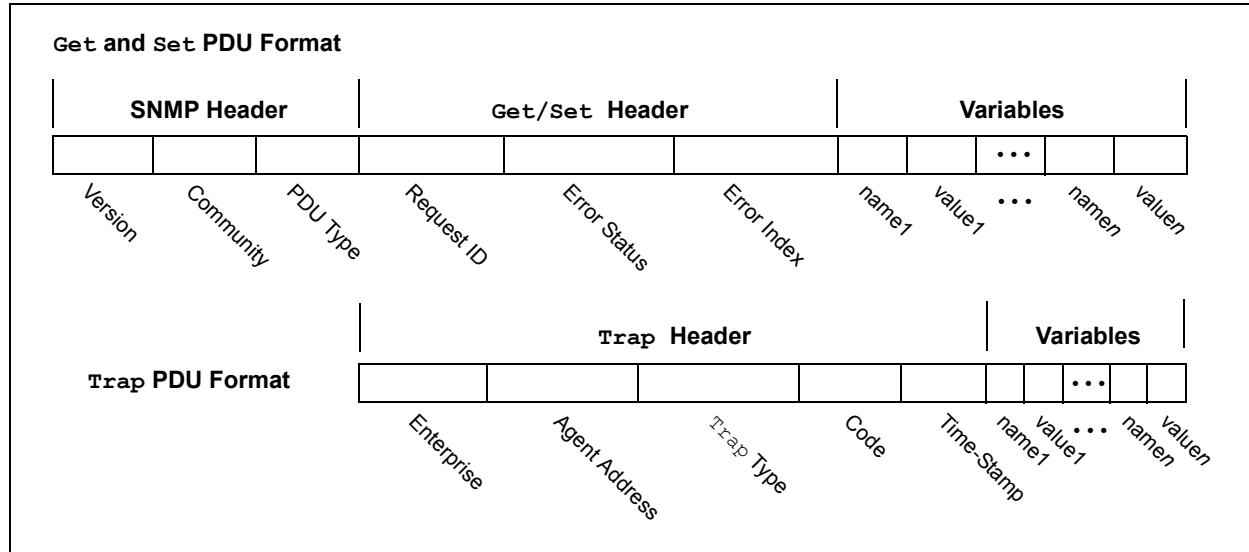 Get and Set PDU Format
SNMP Header Get/Set Header Variables
•••
Version Community PDU Type Request ID Error Status Error Index name1 value1 ••• namen valuen
Trap Header Variables
Trap PDU Format •••
Enterprise Agent Address Trap Type Code Time-Stamp name1 value1 ••• namen valuen